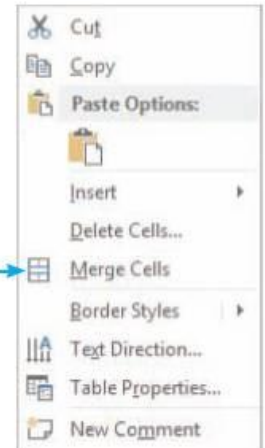 Cut
Copy
Paste Options:
Insert
Delete Cells...
Merge Cells
Border Styles
Text Direction...
Table Properties...
New Comment